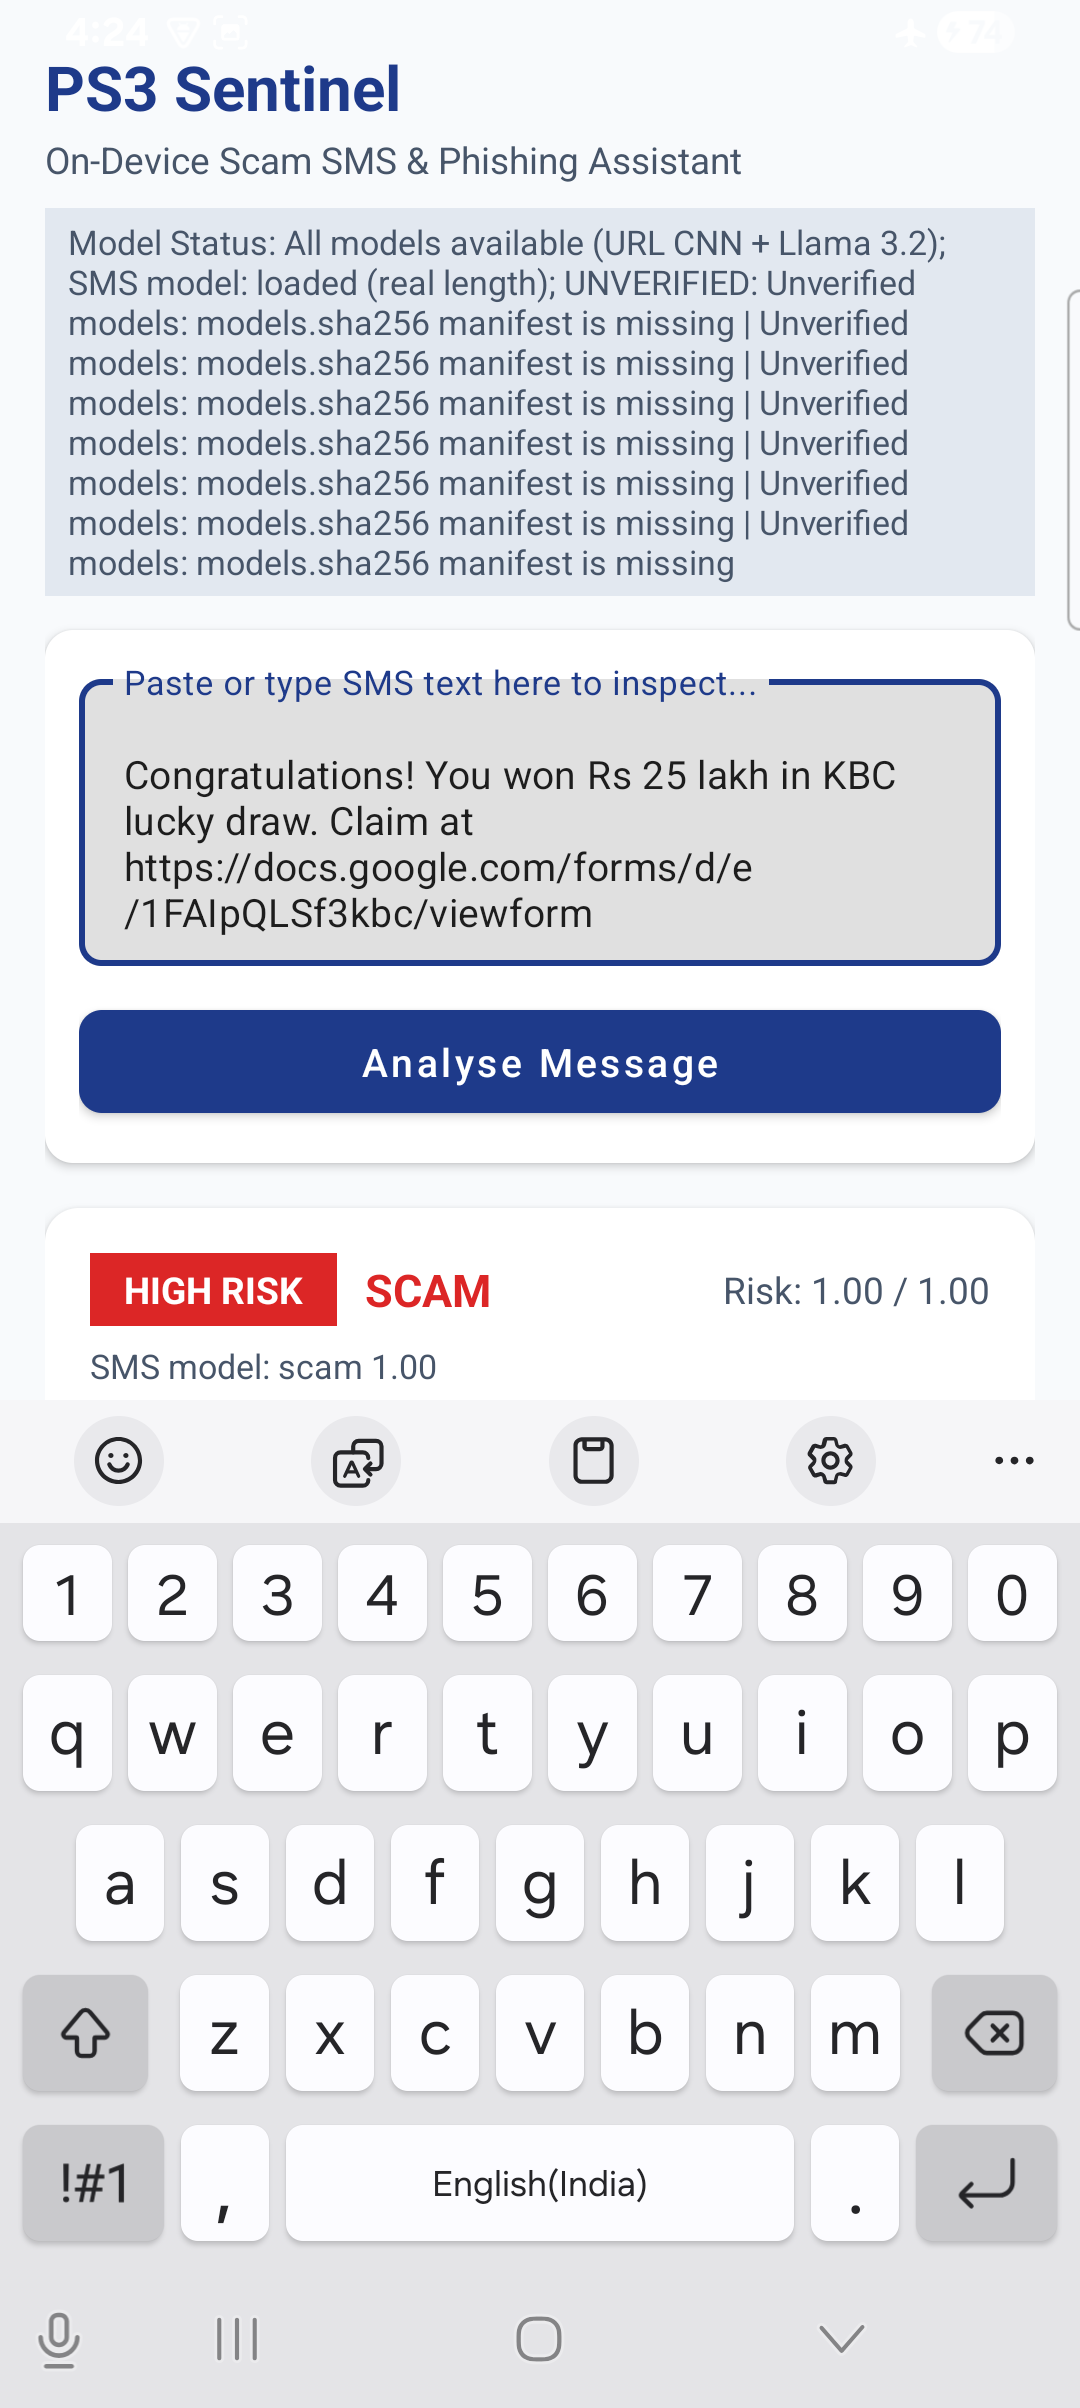 4:24
74
PS3 Sentinel
On-Device Scam SMS & Phishing Assistant
Model Status: All models available (URL CNN + Llama 3.2);
SMS model: loaded (real length); UNVERIFIED: Unverified
models: models.sha256 manifest is missing | Unverified
models: models.sha256 manifest is missing | Unverified
models: models.sha256 manifest is missing | Unverified
models: models.sha256 manifest is missing | Unverified
models: models.sha256 manifest is missing | Unverified
models: models.sha256 manifest is missing | Unverified
models: models.sha256 manifest is missing
Paste or type SMS text here to inspect...
Congratulations! You won Rs 25 lakh in KBC
lucky draw. Claim at
https://docs.google.com/forms/d/e
/1FAIpQLSf3kbc/viewform
Analyse Message
HIGH RISK SCAM Risk: 1.00 / 1.00
SMS model: scam 1.00
1 2 3 4 5 6 7 8 9 0
q w e r t y u i o p
a s d f g h j k l
z x c v b n m
!#1 , English(India) .